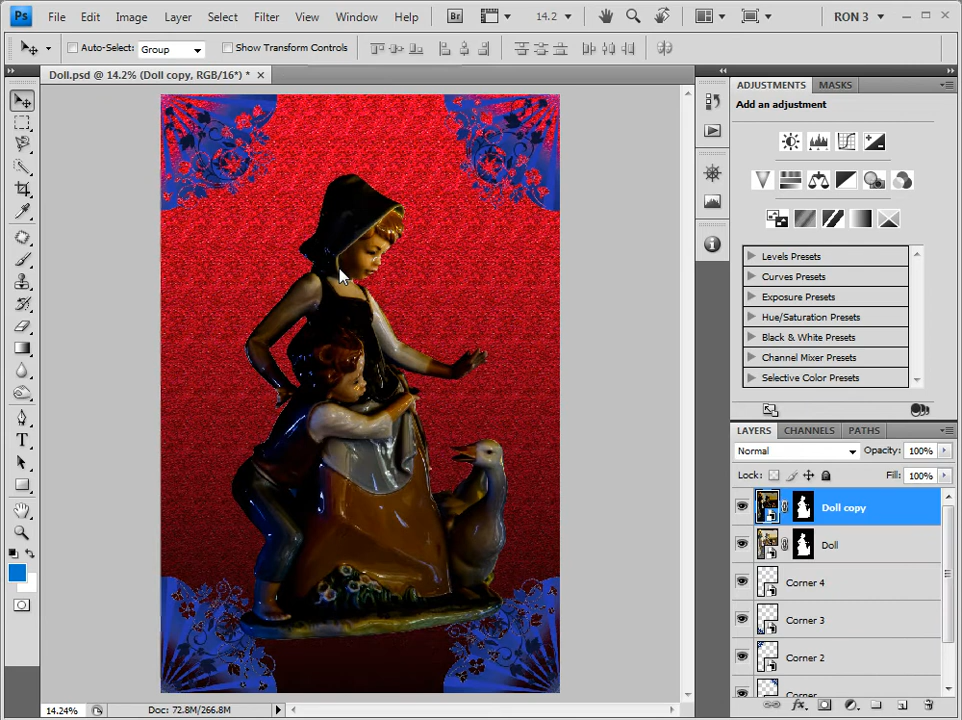 Ps File Edit Image Layer Select Filter View Window Help Br 14.2 RON 3
Auto-Select: Group Show Transform Controls
Doll.psd @ 14.2% (Doll copy, RGB/16*) *
ADJUSTMENTS MASKS
Add an adjustment
Levels Presets
Curves Presets
Exposure Presets
Hue/Saturation Presets
Black & White Presets
Channel Mixer Presets
Selective Color Presets
LAYERS CHANNELS PATHS
Normal Opacity: 100%
Lock: Fill: 100%
Doll copy
Doll
Corner 4
Corner 3
Corner 2
Corner
14.24% Doc: 72.8M/266.8M